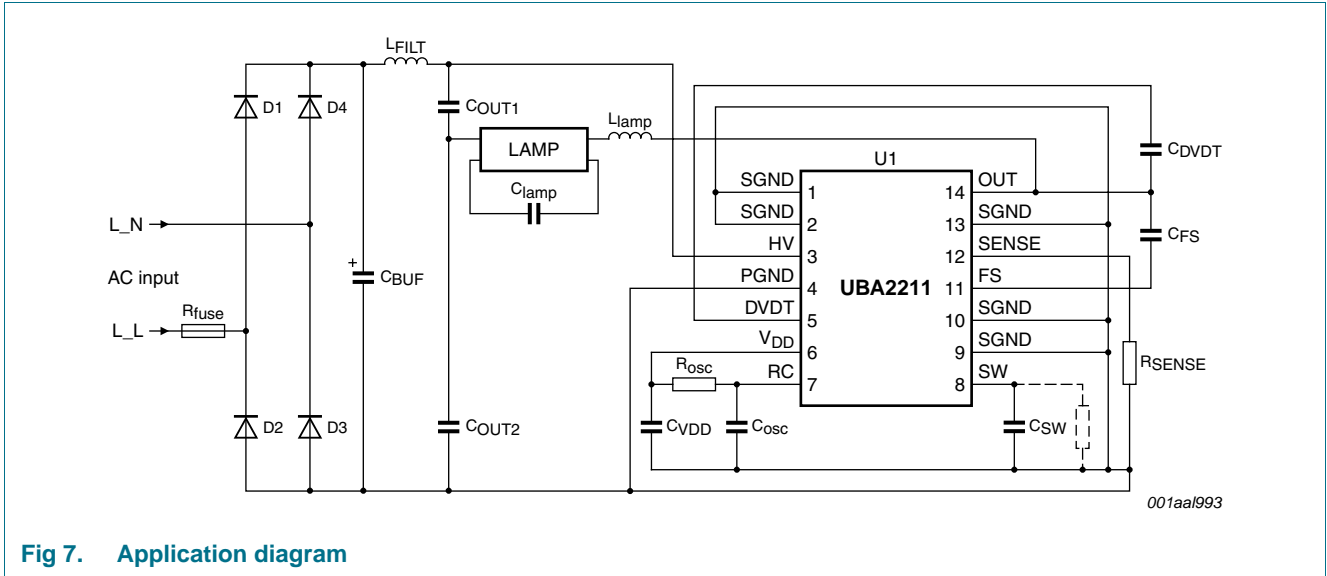 LFILT
D1
D4
COUT1
Llamp
LAMP
Clamp
CDVDT
U1
SGND 1
14 OUT
SGND 2
13 SGND
CFS
L_N
HV 3
12 SENSE
AC input
+
CBUF
PGND 4
UBA2211
11 FS
L_L
Rfuse
DVDT 5
10 SGND
VDD 6
9 SGND
Rosc
RC 7
8 SW
RSENSE
D2
D3
COUT2
CVDD
Cosc
CSW
001aal993
Fig 7. Application diagram